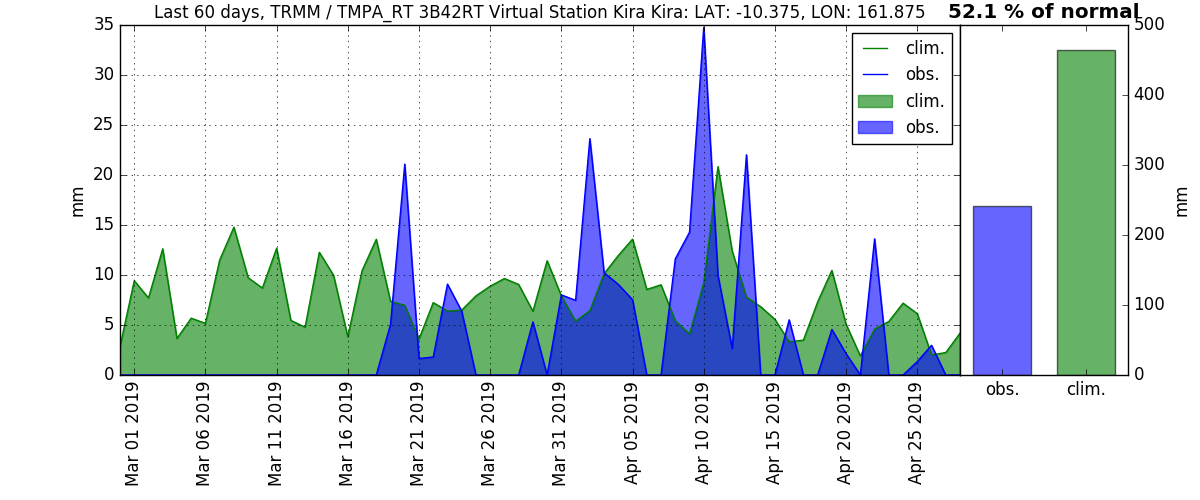 Last 60 days, TRMM / TMPA_RT 3B42RT Virtual Station Kira Kira: LAT: -10.375, LON: 161.875
52.1 % of normal
35
30
25
20
15
10
5
0
mm
clim.
obs.
clim.
obs.
Mar 01 2019
Mar 06 2019
Mar 11 2019
Mar 16 2019
Mar 21 2019
Mar 26 2019
Mar 31 2019
Apr 05 2019
Apr 10 2019
Apr 15 2019
Apr 20 2019
Apr 25 2019
500
400
300
200
100
0
mm
obs.
clim.